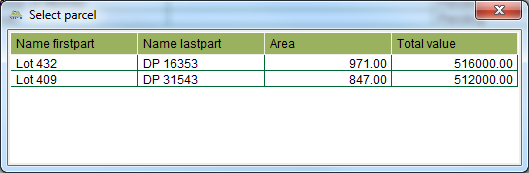 Select parcel
Name firstpart Name lastpart Area Total value
Lot 432 DP 16353 971.00 516000.00
Lot 409 DP 31543 847.00 512000.00